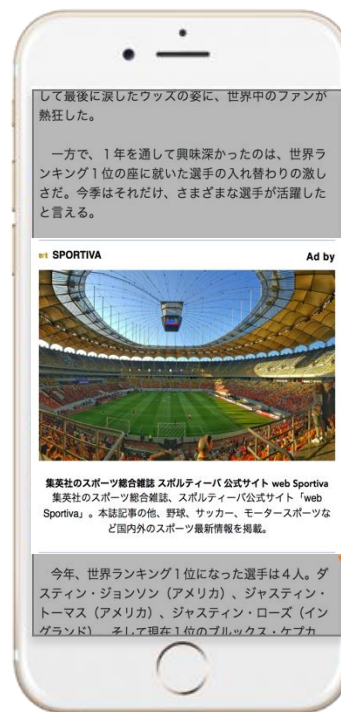 して最後に涙したウッズの姿に、世界中のファンが
熱狂した。
一方で、１年を通して興味深かったのは、世界ラ
ンキング１位の座に就いた選手の入れ替わりの激し
さだ。今季はそれだけ、さまざまな選手が活躍した
と言える。
SPORTIVA
Ad by
集英社のスポーツ総合雑誌 スポルティーバ 公式サイト web Sportiva
集英社のスポーツ総合雑誌、スポルティーバ公式サイト「web
Sportiva」。本誌記事の他、野球、サッカー、モータースポーツな
ど国内外のスポーツ最新情報を掲載。
今年、世界ランキング１位になった選手は４人。ダ
スティン・ジョンソン（アメリカ）、ジャスティン・
トーマス（アメリカ）、ジャスティン・ローズ（イン
グランド）、そして現在１位のブルックス・ケプカ